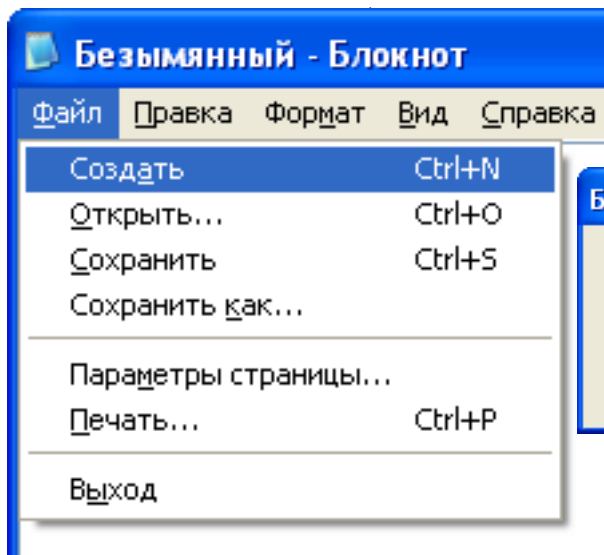 Безымянный - Блокнот
Файл Правка Формат Вид Справка
Создать Ctrl+N
Открыть... Ctrl+O
Сохранить Ctrl+S
Сохранить как...
Параметры страницы...
Печать... Ctrl+P
Выход